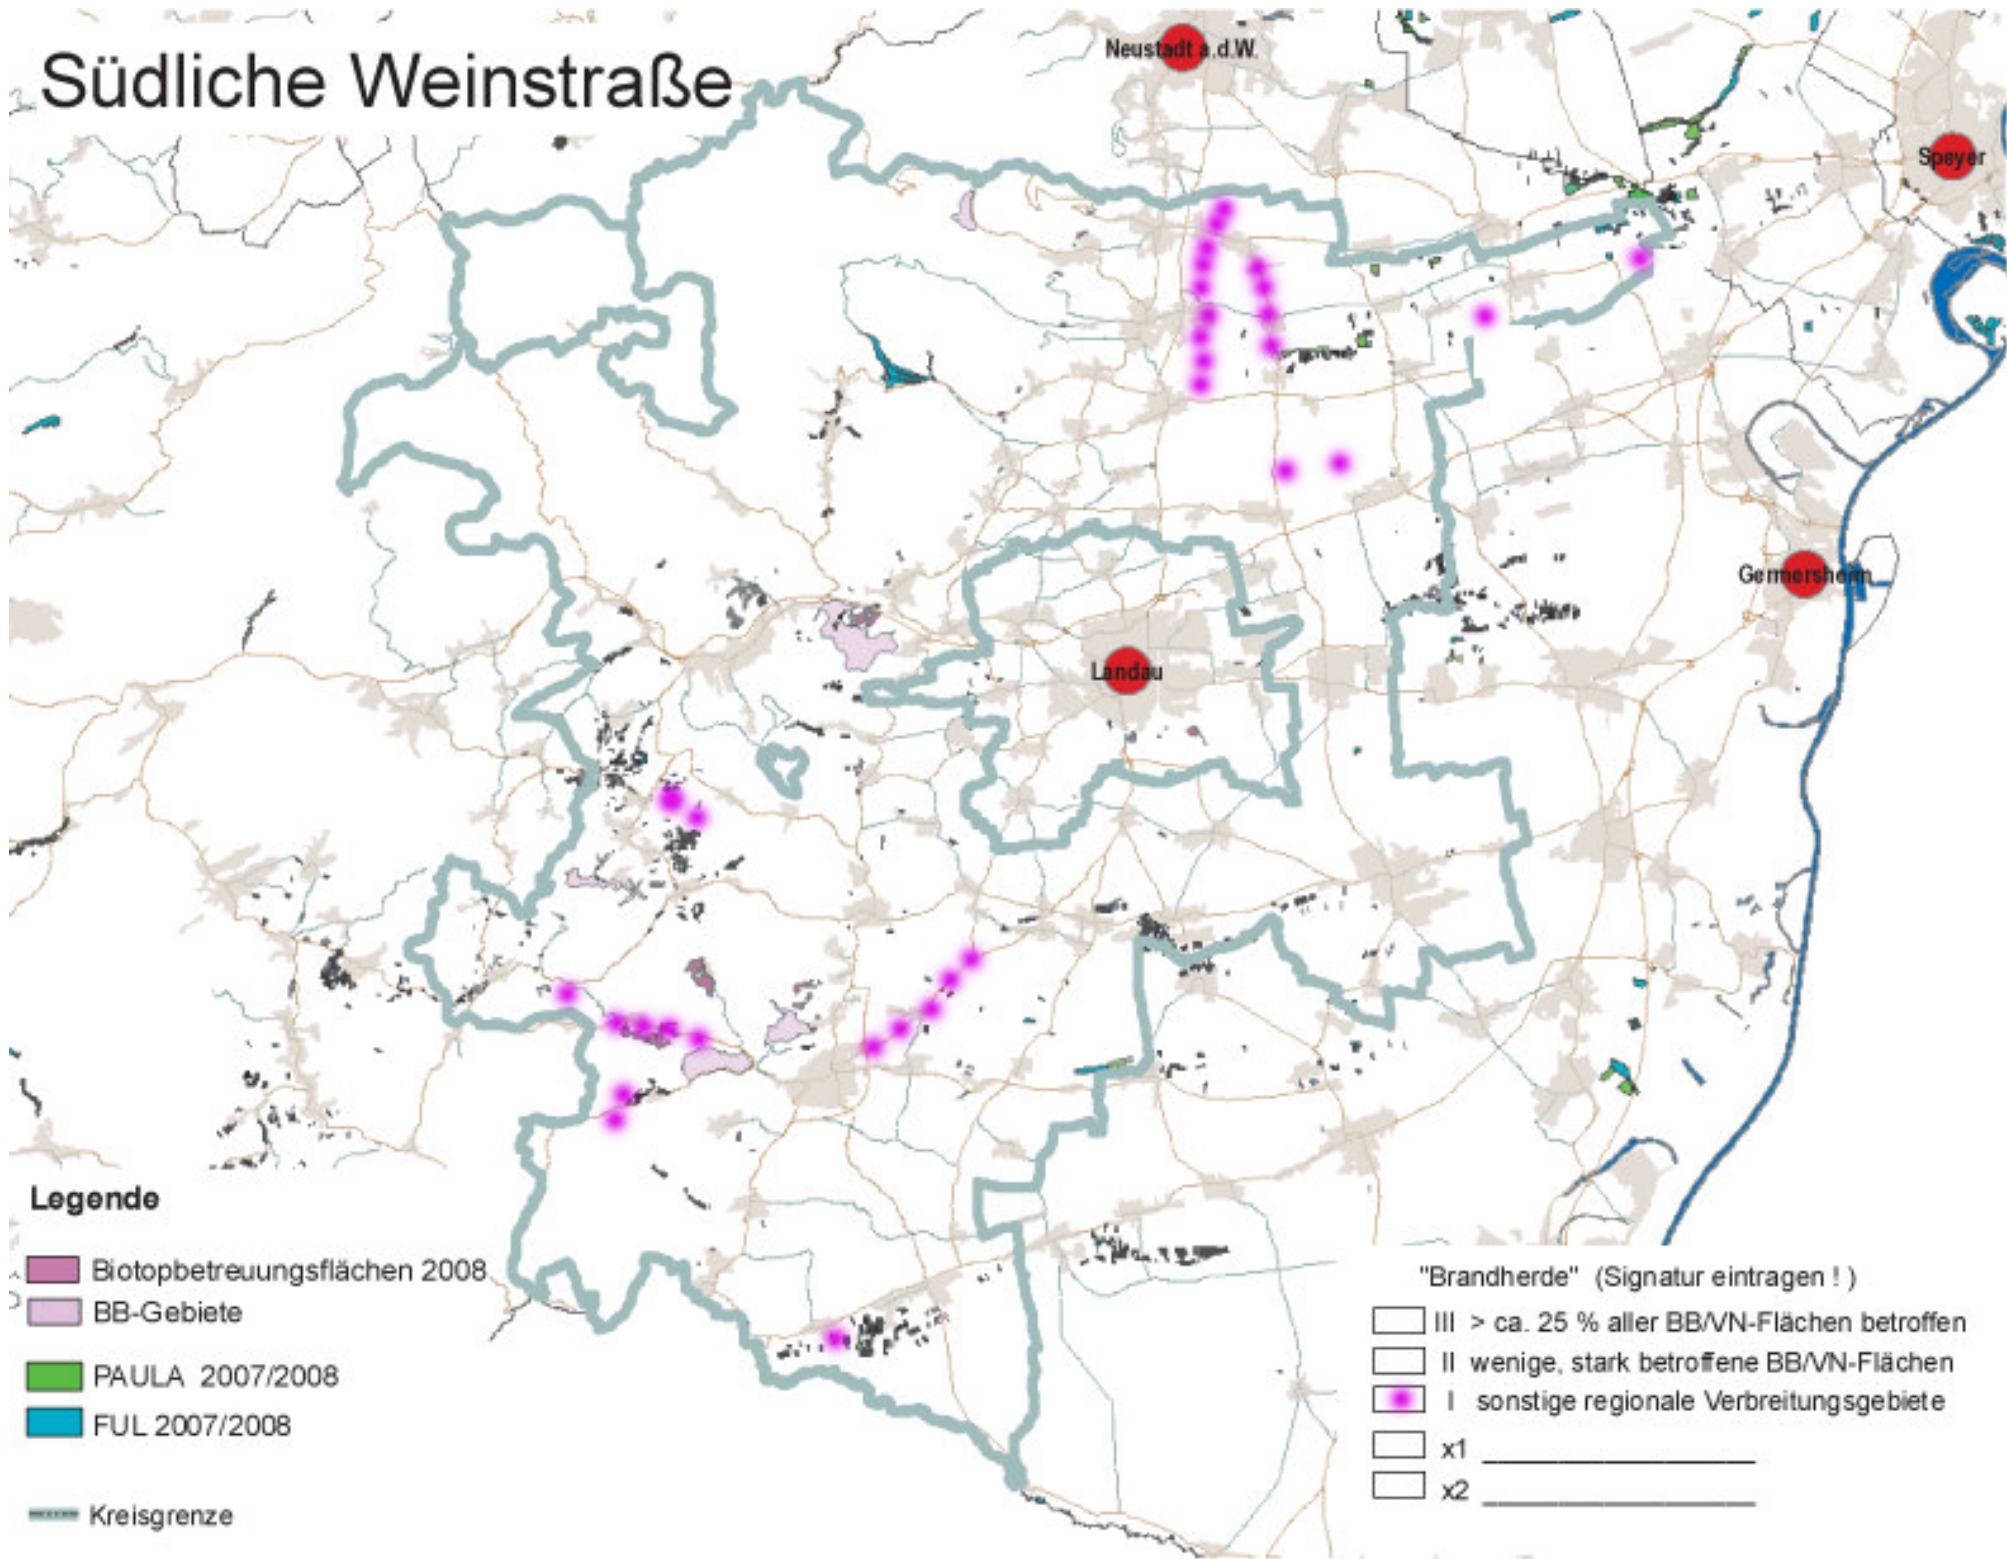 Südliche Weinstraße
Neustadt a.d.W.
Speyer
Germersheim
Landau
Legende
Biotopbetreuungsflächen 2008
BB-Gebiete
PAULA 2007/2008
FUL 2007/2008
Kreisgrenze
"Brandherde" (Signatur eintragen ! )
III > ca. 25 % aller BB/VN-Flächen betroffen
II wenige, stark betroffene BB/VN-Flächen
I sonstige regionale Verbreitungsgebiete
x1 ____________________
x2 ____________________